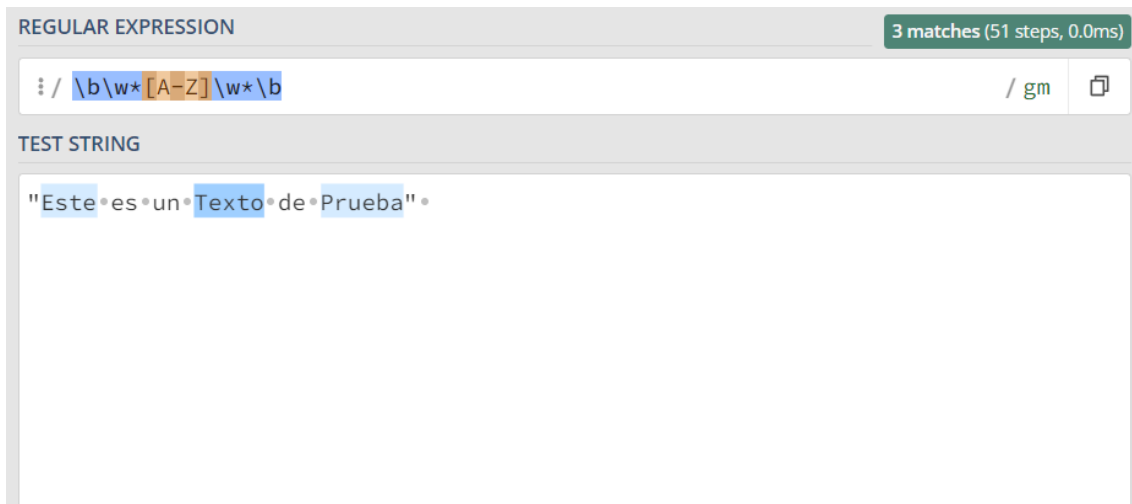 REGULAR EXPRESSION
3 matches (51 steps, 0.0ms)
/ \b\w*[A-Z]\w*\b / gm
TEST STRING
"Este·es·un·Texto·de·Prueba"·